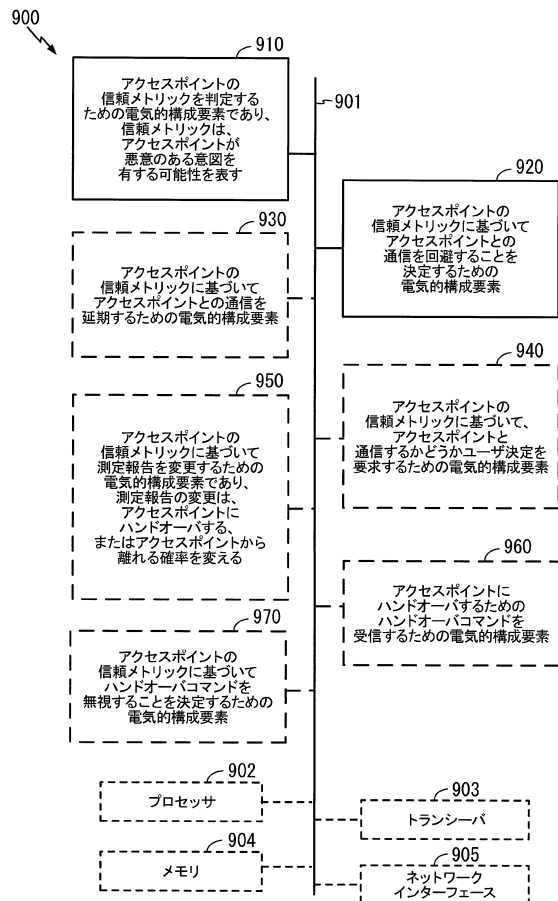 900
910
アクセスポイントの
信頼メトリックを判定する
ための電気的構成要素であり、
信頼メトリックは、
アクセスポイントが
悪意のある意図を
有する可能性を表す
901
920
アクセスポイントの
信頼メトリックに基づいて
アクセスポイントとの
通信を回避することを
決定するための
電気的構成要素
930
アクセスポイントの
信頼メトリックに基づいて
アクセスポイントとの通信を
延期するための電気的構成要素
940
アクセスポイントの
信頼メトリックに基づいて、
アクセスポイントと
通信するかどうかユーザ決定を
要求するための電気的構成要素
950
アクセスポイントの
信頼メトリックに基づいて
測定報告を変更するための
電気的構成要素であり、
測定報告の変更は、
アクセスポイントに
ハンドオーバする、
またはアクセスポイントから
離れる確率を変える
960
アクセスポイントに
ハンドオーバするための
ハンドオーバコマンドを
受信するための電気的構成要素
970
アクセスポイントの
信頼メトリックに基づいて
ハンドオーバコマンドを
無視することを決定するための
電気的構成要素
902
プロセッサ
903
トランシーバ
904
メモリ
905
ネットワーク
インターフェース